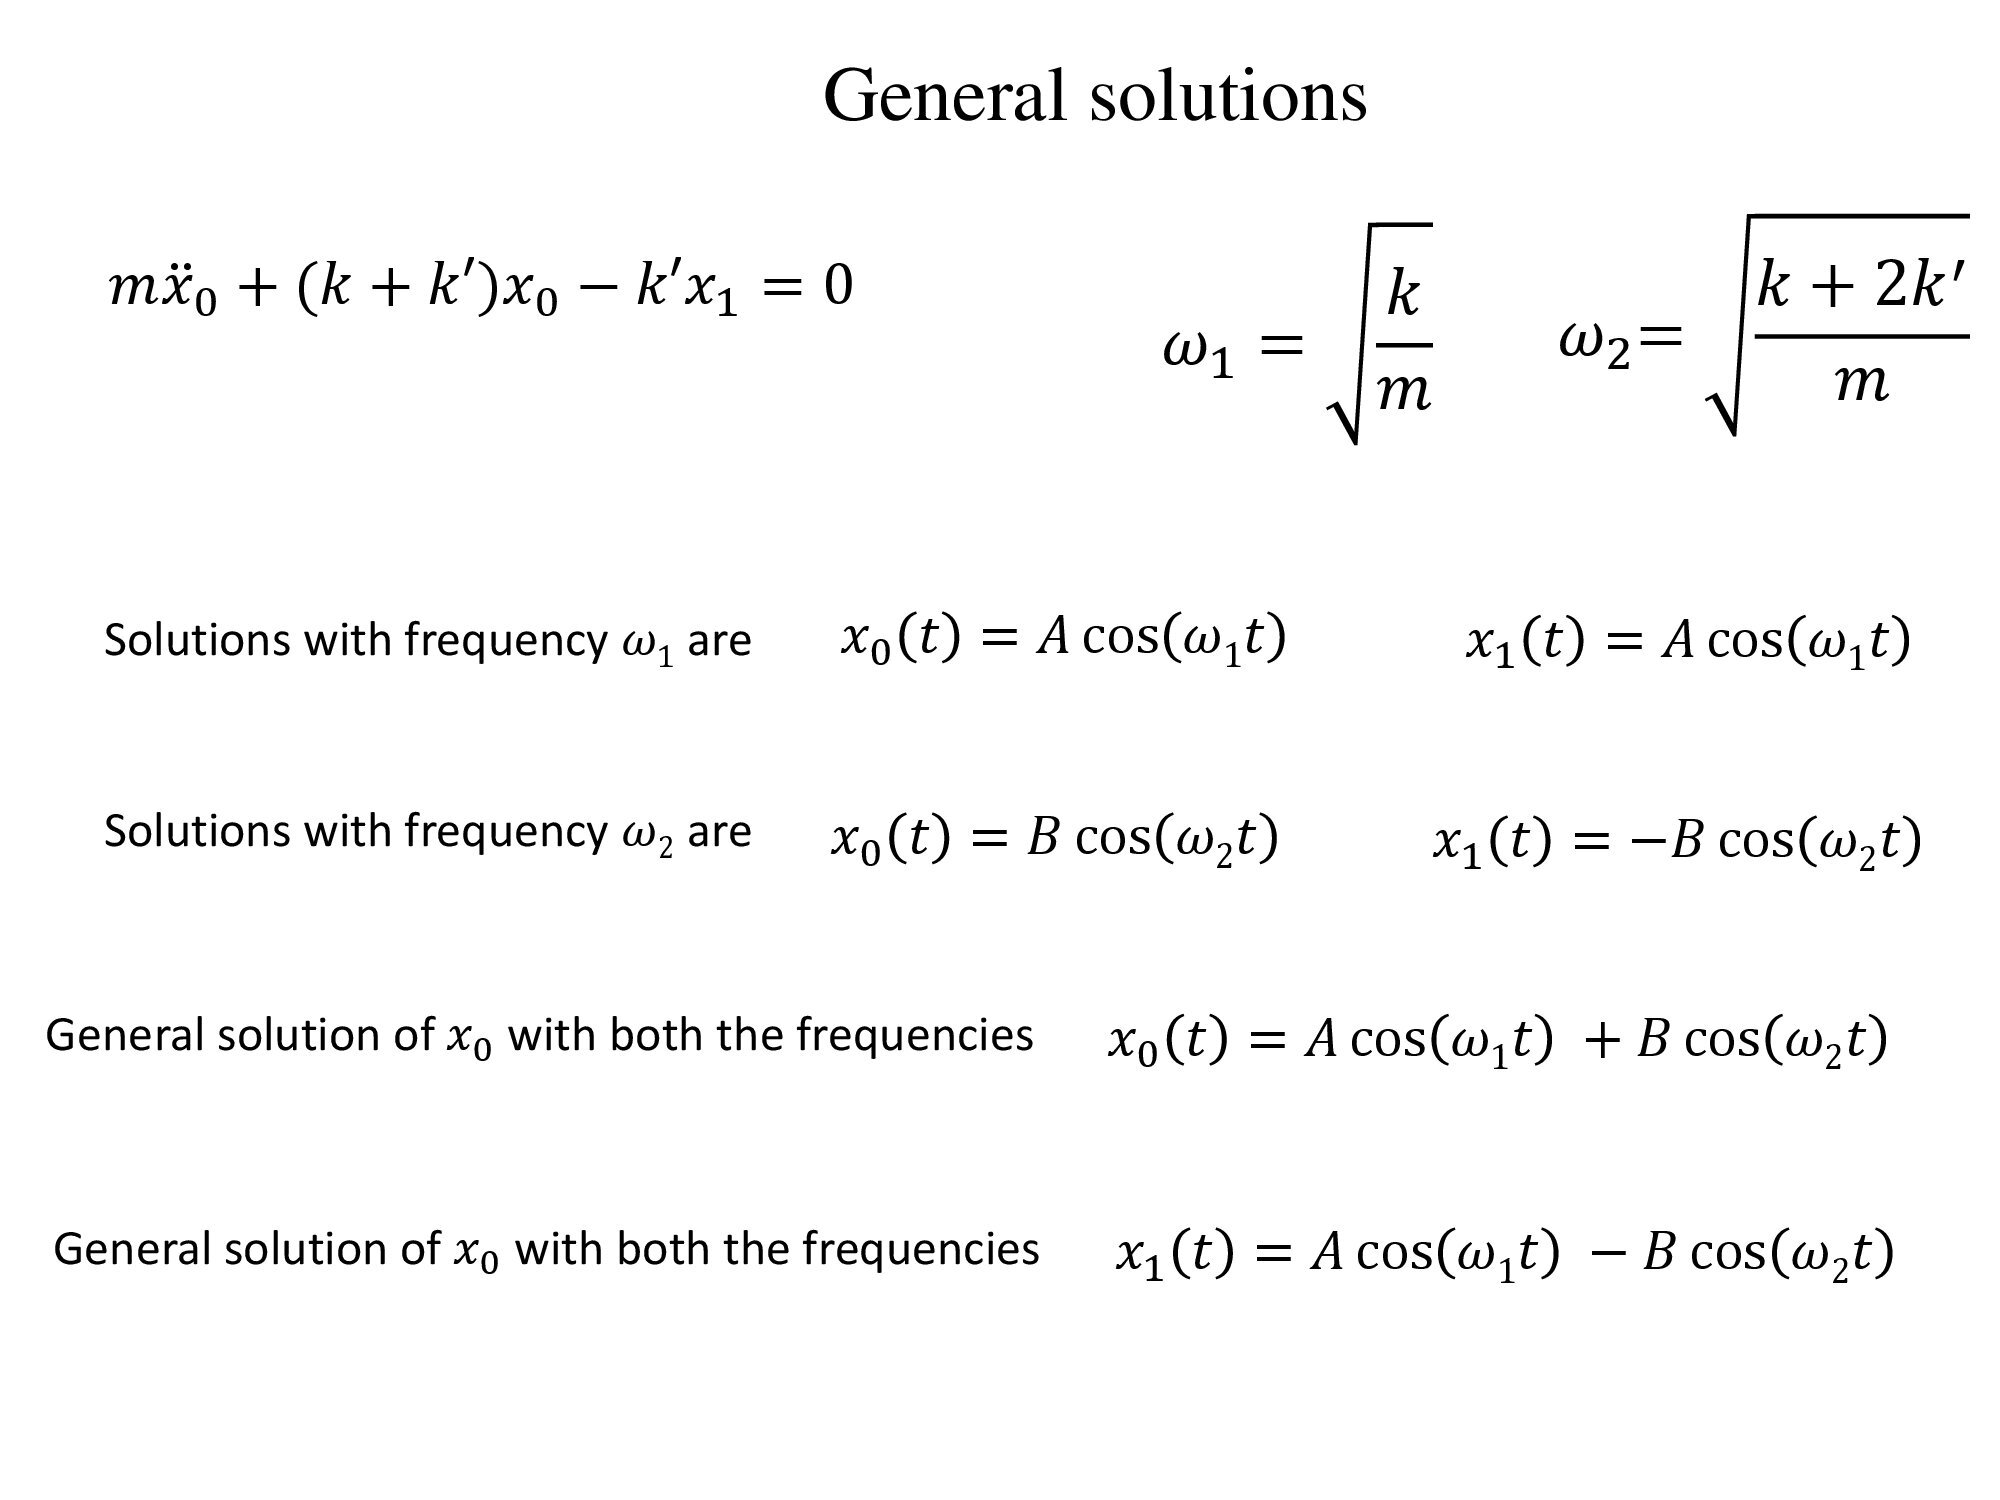 General solutions
$m\ddot{x}_0 + (k + k')x_0 - k'x_1 = 0$
$\omega_1 = \sqrt{\frac{k}{m}}$ $\omega_2 = \sqrt{\frac{k + 2k'}{m}}$
Solutions with frequency $\omega_1$ are $x_0(t) = A \cos(\omega_1 t)$ $x_1(t) = A \cos(\omega_1 t)$
Solutions with frequency $\omega_2$ are $x_0(t) = B \cos(\omega_2 t)$ $x_1(t) = -B \cos(\omega_2 t)$
General solution of $x_0$ with both the frequencies $x_0(t) = A \cos(\omega_1 t) + B \cos(\omega_2 t)$
General solution of $x_0$ with both the frequencies $x_1(t) = A \cos(\omega_1 t) - B \cos(\omega_2 t)$